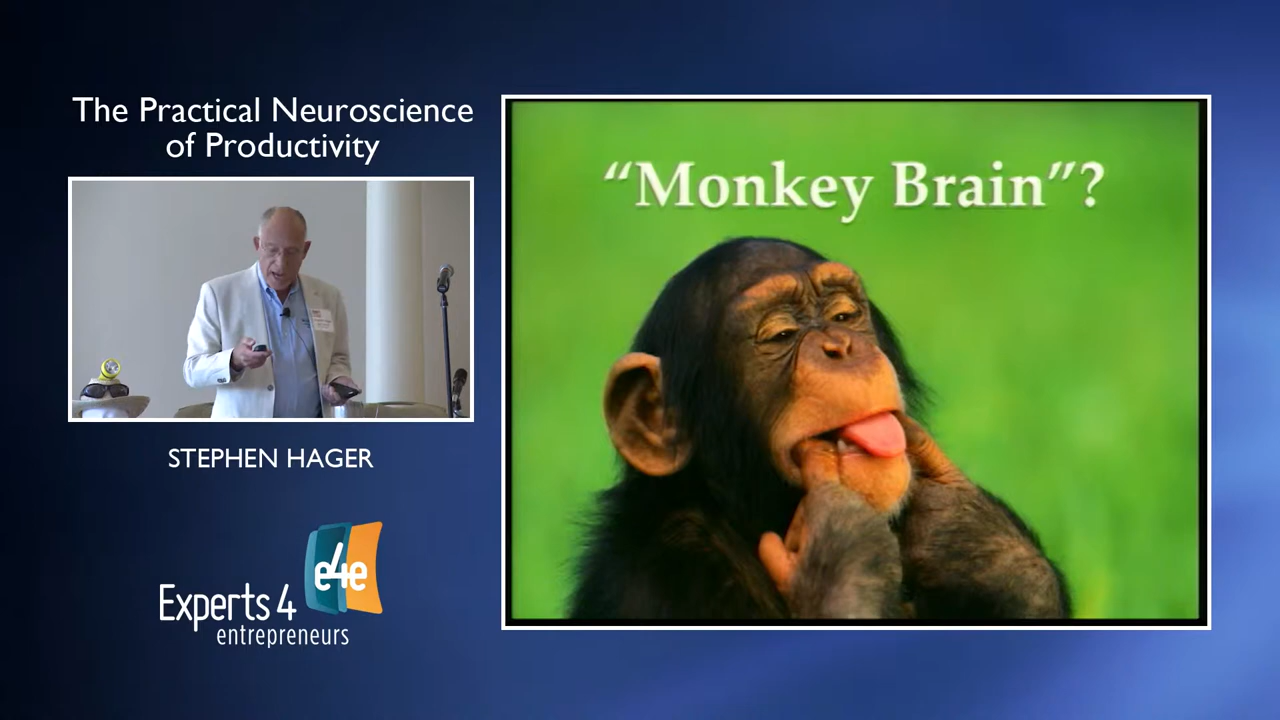 The Practical Neuroscience
of Productivity
“Monkey Brain”?
STEPHEN HAGER
e4e
Experts 4
entrepreneurs